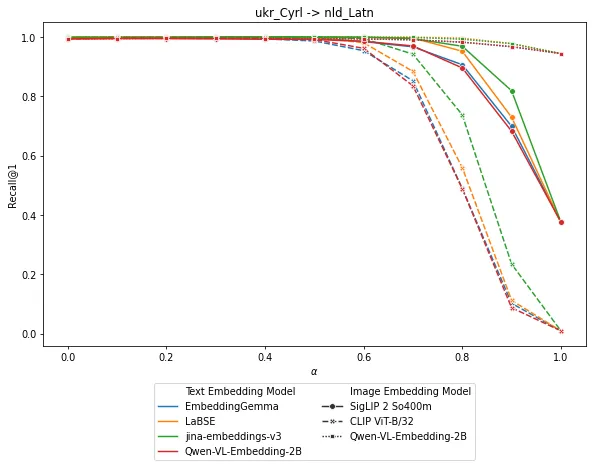 ukr_Cyrl -> nld_Latn
Recall@1
1.0
0.8
0.6
0.4
0.2
0.0
0.0 0.2 0.4 0.6 0.8 1.0
α
Text Embedding Model
EmbeddingGemma
LaBSE
jina-embeddings-v3
Qwen-VL-Embedding-2B
Image Embedding Model
SigLIP 2 So400m
CLIP ViT-B/32
Qwen-VL-Embedding-2B